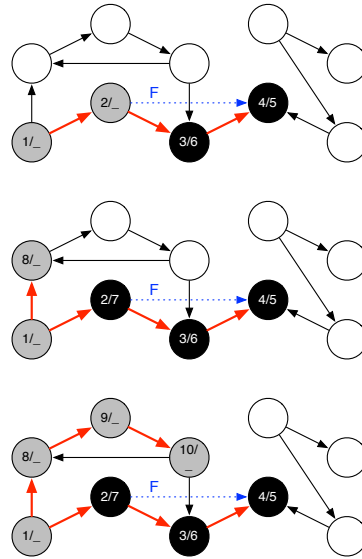 2/_ F 4/5
1/_ 3/6
8/_
2/7 F 4/5
1/_ 3/6
9/_
8/_ 10/
_
2/7 F 4/5
1/_ 3/6